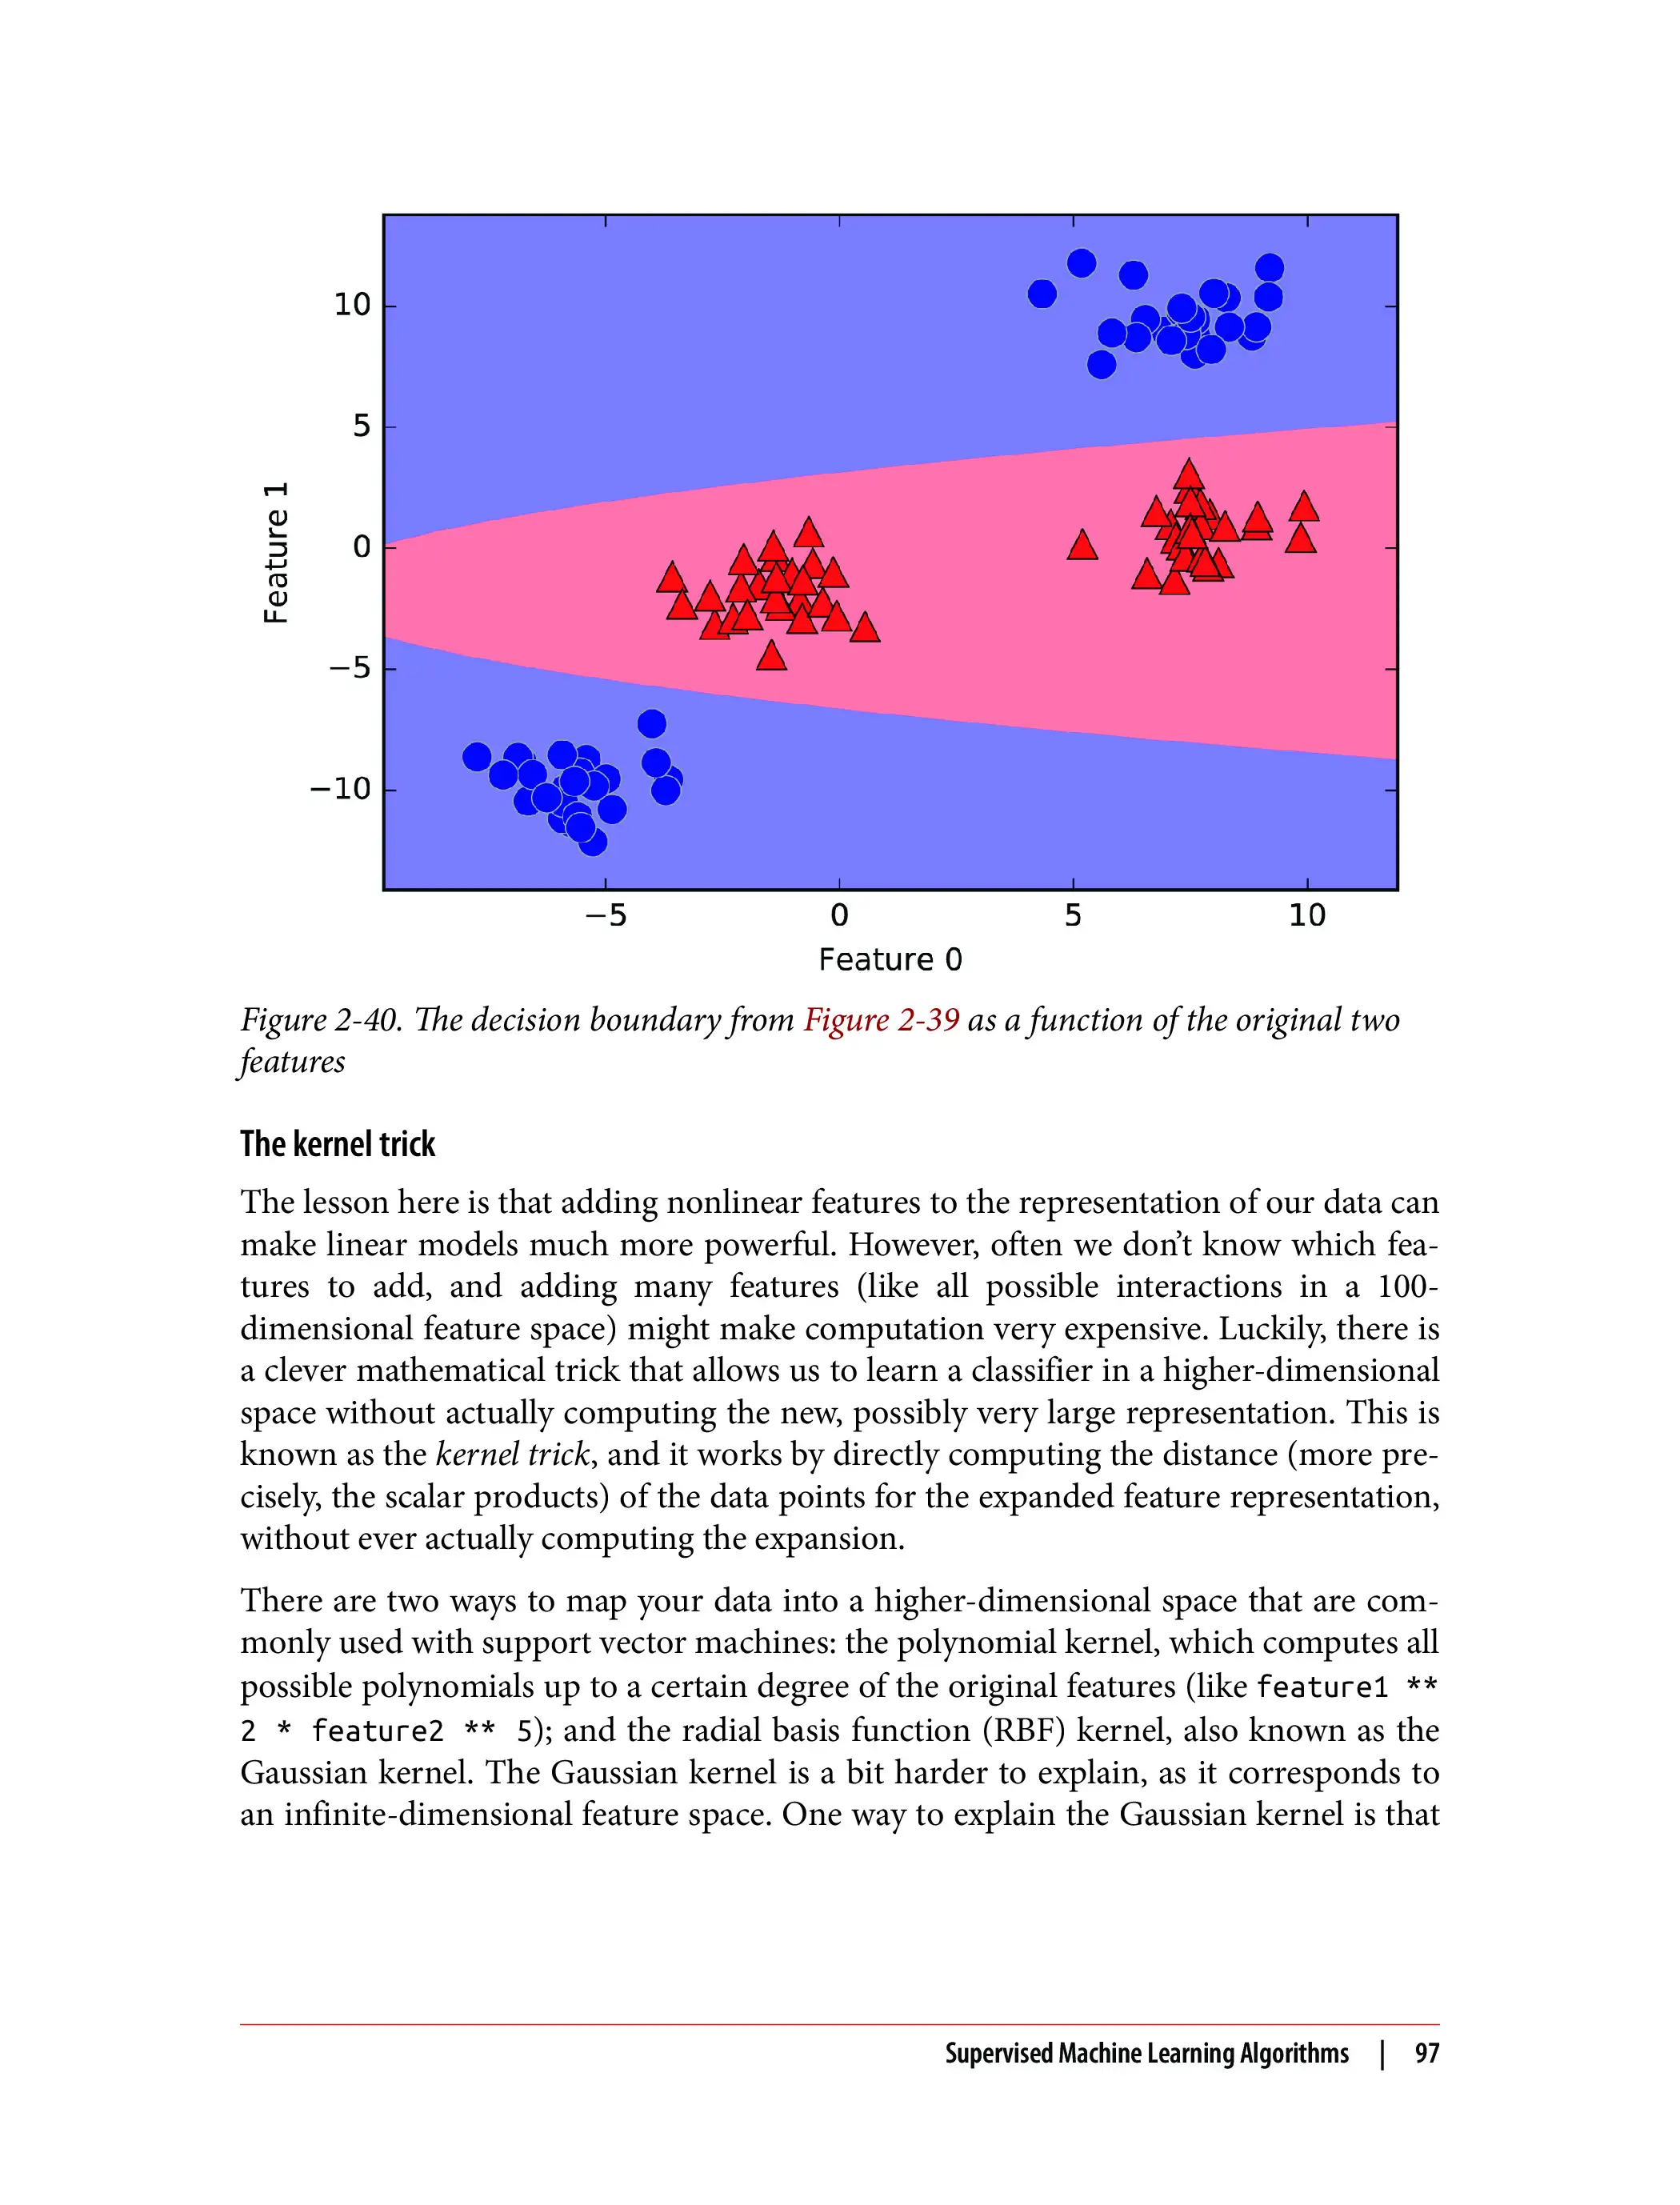 10
5
0
−5
−10
Feature 1
−5 0 5 10
Feature 0
Figure 2-40. The decision boundary from Figure 2-39 as a function of the original two
features
The kernel trick
The lesson here is that adding nonlinear features to the representation of our data can
make linear models much more powerful. However, often we don’t know which fea-
tures to add, and adding many features (like all possible interactions in a 100-
dimensional feature space) might make computation very expensive. Luckily, there is
a clever mathematical trick that allows us to learn a classifier in a higher-dimensional
space without actually computing the new, possibly very large representation. This is
known as the kernel trick, and it works by directly computing the distance (more pre-
cisely, the scalar products) of the data points for the expanded feature representation,
without ever actually computing the expansion.
There are two ways to map your data into a higher-dimensional space that are com-
monly used with support vector machines: the polynomial kernel, which computes all
possible polynomials up to a certain degree of the original features (like feature1 **
2 * feature2 ** 5); and the radial basis function (RBF) kernel, also known as the
Gaussian kernel. The Gaussian kernel is a bit harder to explain, as it corresponds to
an infinite-dimensional feature space. One way to explain the Gaussian kernel is that
Supervised Machine Learning Algorithms | 97